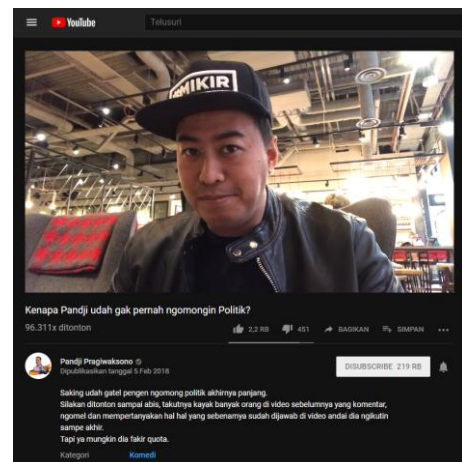 YouTube
Telusuri
#MIKIR
Kenapa Pandji udah gak pernah ngomongin Politik?
96.311x ditonton
2,2 RB 451 BAGIKAN SIMPAN
Pandji Pragiwaksono
Dipublikasikan tanggal 5 Feb 2018
DISUBSCRIBE 219 RB
Saking udah gatel pengen ngomong politik akhirnya panjang.
Silakan ditonton sampai abis, takutnya kayak banyak orang di video sebelumnya yang komentar,
ngomel dan mempertanyakan hal hal yang sebenarnya sudah dijawab di video andai dia ngikutin
sampe akhir.
Tapi ya mungkin dia fakir quota.
Kategori Komedi